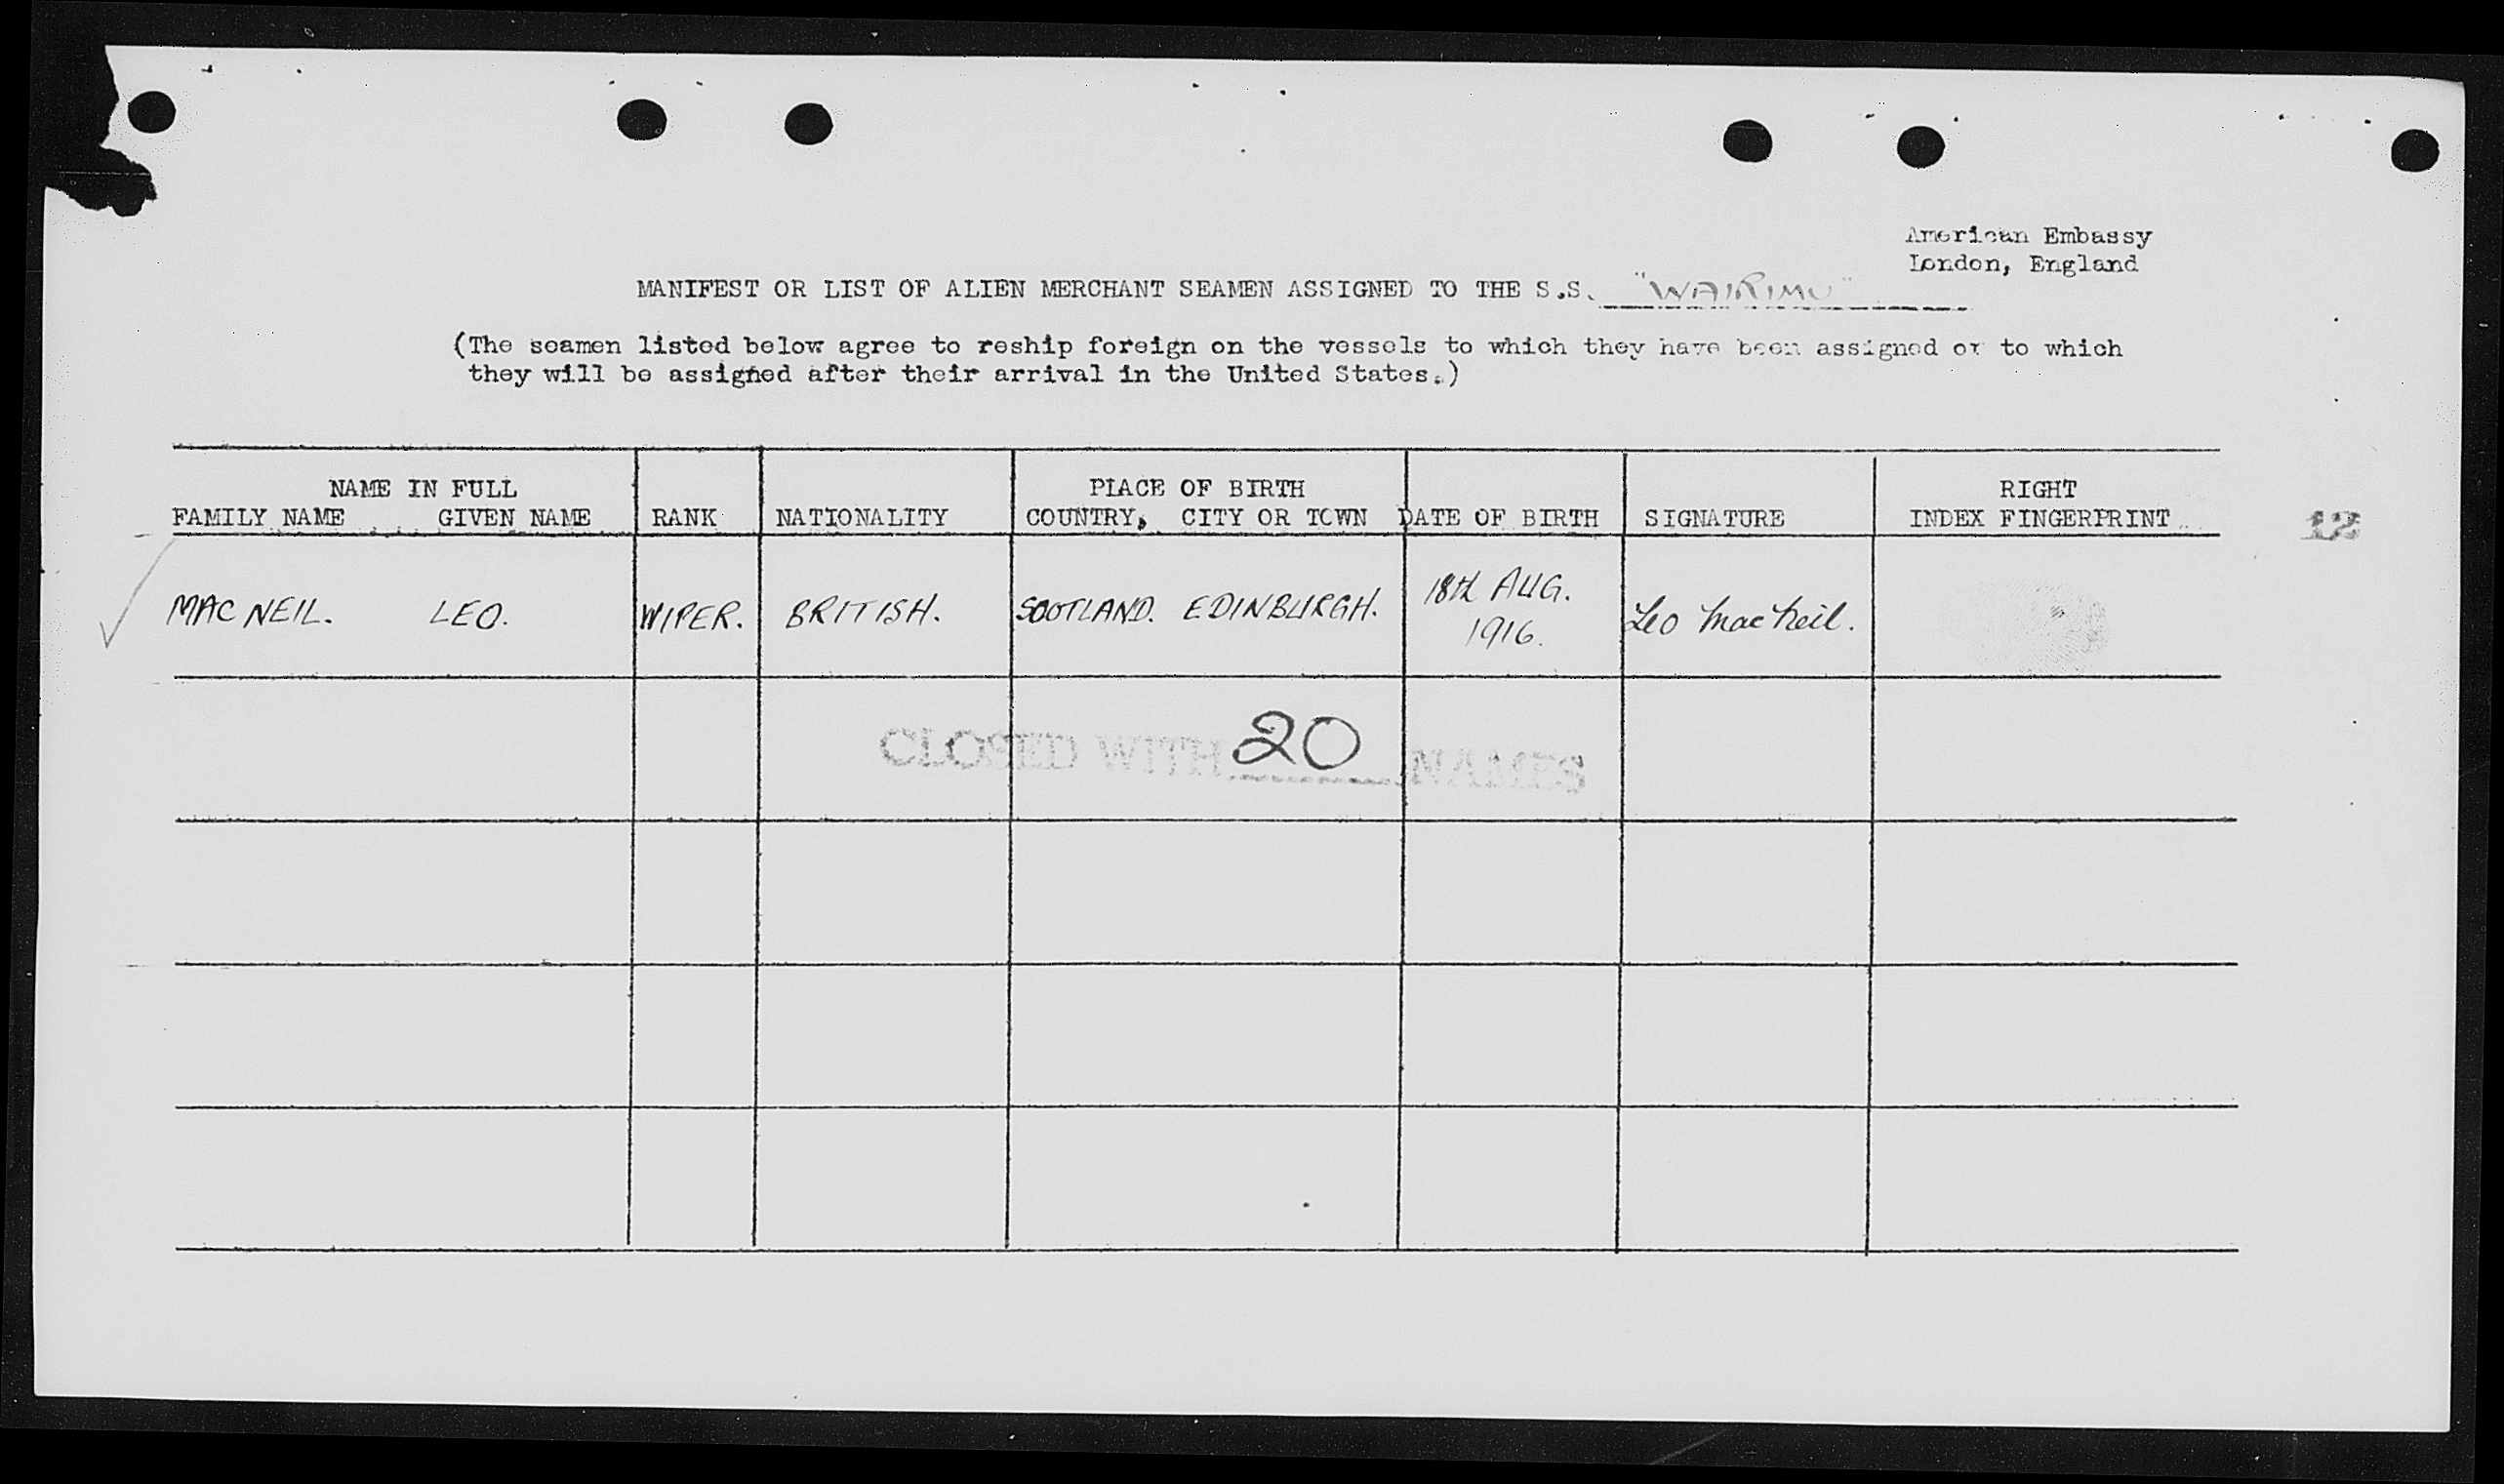 American Embassy
London, England
MANIFEST OR LIST OF ALIEN MERCHANT SEAMEN ASSIGNED TO THE S.S. "WAIRIMU"
(The seamen listed below agree to reship foreign on the vessels to which they have been assigned or to which
they will be assigned after their arrival in the United States.)
NAME IN FULL PLACE OF BIRTH RIGHT
FAMILY NAME GIVEN NAME RANK NATIONALITY COUNTRY, CITY OR TOWN DATE OF BIRTH SIGNATURE INDEX FINGERPRINT
MAC NEIL. LEO. WIPER. BRITISH. SCOTLAND. EDINBURGH. 18th AUG. 1916. Leo MacNeil.
CLOSED WITH 20 NAMES